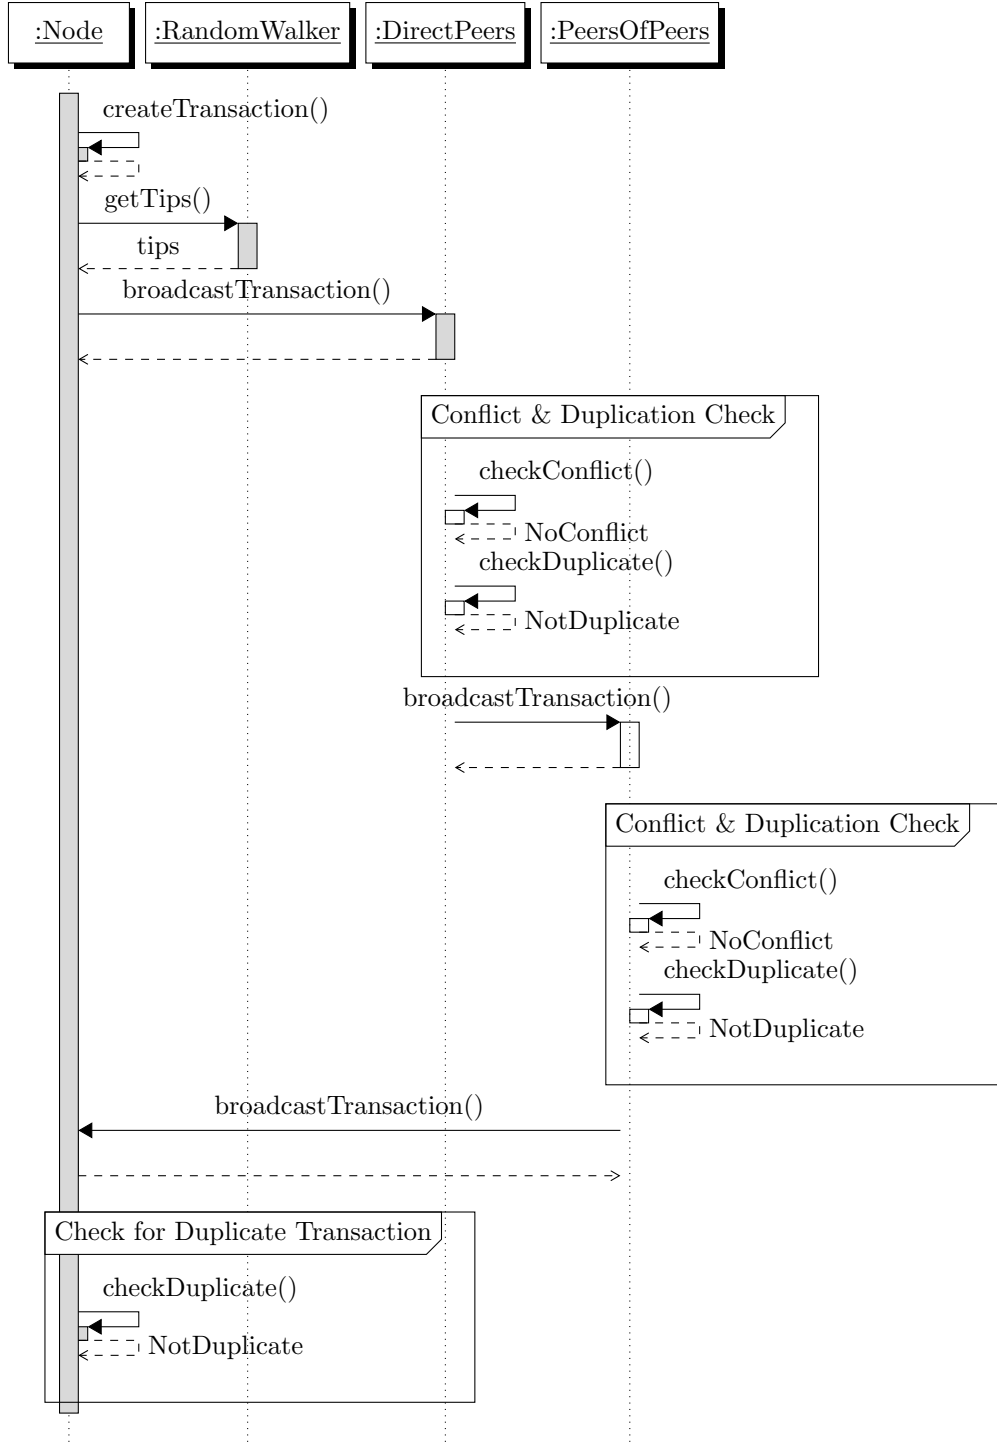 :Node
:RandomWalker
:DirectPeers
:PeersOfPeers
createTransaction()
getTips()
tips
broadcastTransaction()
Conflict & Duplication Check
checkConflict()
NoConflict
checkDuplicate()
NotDuplicate
broadcastTransaction()
Conflict & Duplication Check
checkConflict()
NoConflict
checkDuplicate()
NotDuplicate
broadcastTransaction()
Check for Duplicate Transaction
checkDuplicate()
NotDuplicate